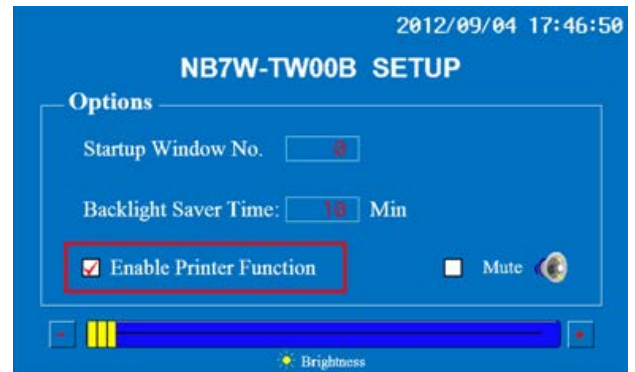 2012/09/04 17:46:50
NB7W-TW00B SETUP
Options
Startup Window No. 0
Backlight Saver Time: 10 Min
Enable Printer Function
Mute
- +
Brightness